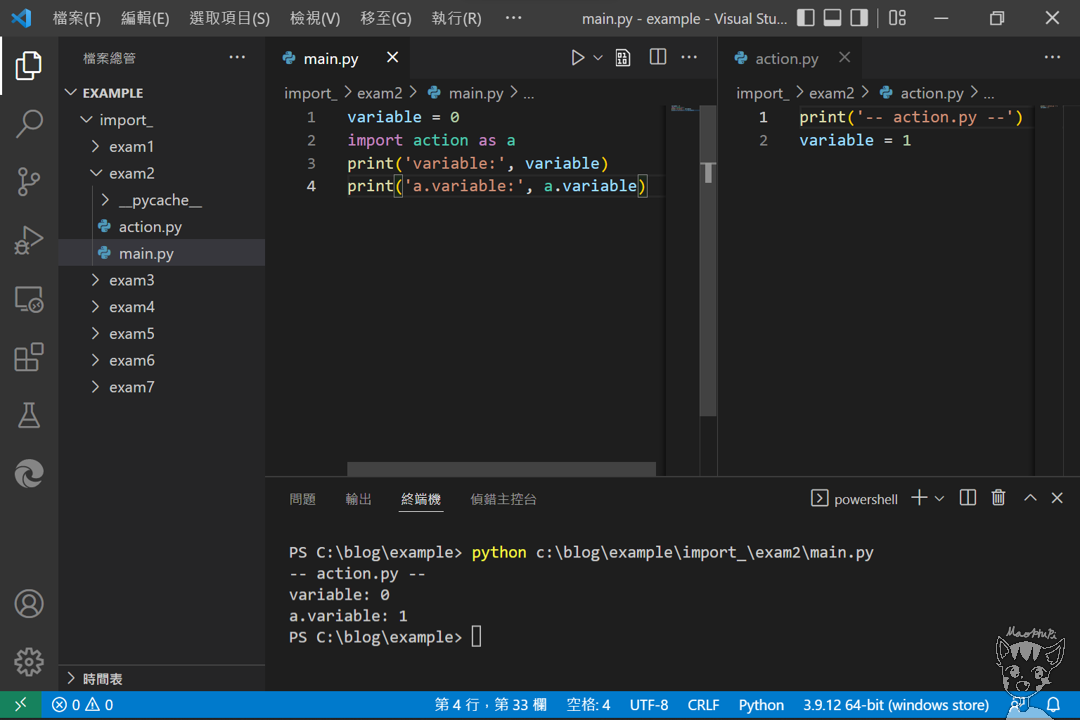 檔案(F) 編輯(E) 選取項目(S) 檢視(V) 移至(G) 執行(R) ··· main.py - example - Visual Stu...
檔案總管 ···
EXAMPLE
import_
exam1
exam2
__pycache__
action.py
main.py
exam3
exam4
exam5
exam6
exam7
時間表
main.py
import_ > exam2 > main.py > ...
1 variable = 0
2 import action as a
3 print('variable:', variable)
4 print('a.variable:', a.variable)
action.py
import_ > exam2 > action.py > ...
1 print('-- action.py --')
2 variable = 1
問題 輸出 終端機 偵錯主控台 powershell
PS C:\blog\example> python c:\blog\example\import_\exam2\main.py
-- action.py --
variable: 0
a.variable: 1
PS C:\blog\example>
MaoHuPi
0 0 第 4 行，第 33 欄 空格: 4 UTF-8 CRLF Python 3.9.12 64-bit (windows store)